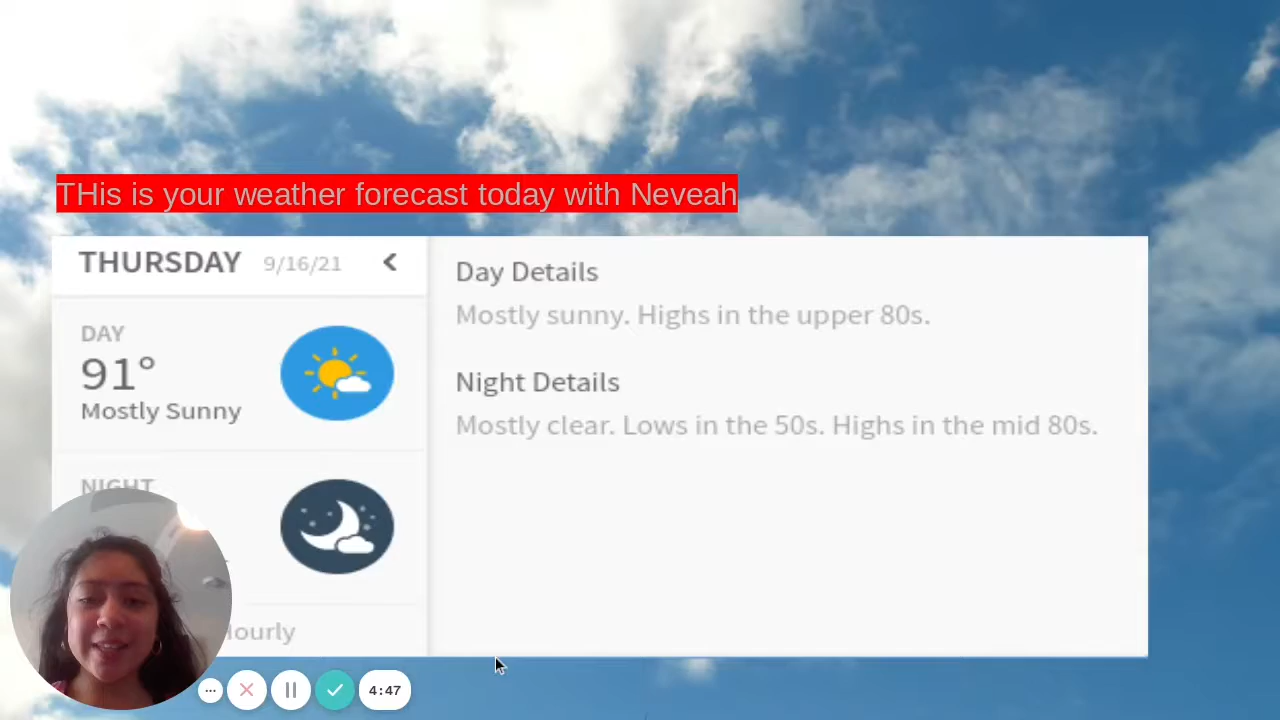 THis is your weather forecast today with Neveah
THURSDAY 9/16/21
DAY
91°
Mostly Sunny
NIGHT
Hourly
Day Details
Mostly sunny. Highs in the upper 80s.
Night Details
Mostly clear. Lows in the 50s. Highs in the mid 80s.
4:47